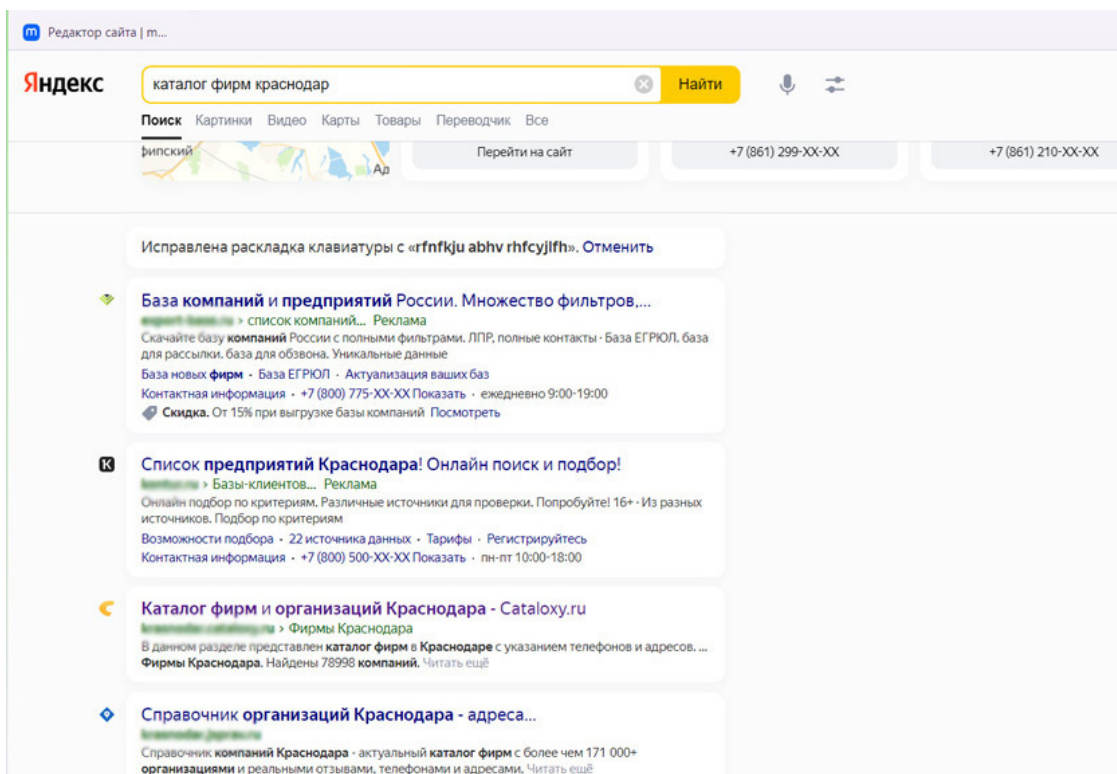 Редактор сайта | m...
Яндекс
каталог фирм краснодар
Найти
Поиск Картинки Видео Карты Товары Переводчик Все
фипский
Ад
Перейти на сайт
+7 (861) 299-XX-XX
+7 (861) 210-XX-XX
Исправлена раскладка клавиатуры с «rfnfkju abhv rhfcyjlfh». Отменить
База компаний и предприятий России. Множество фильтров,...
› список компаний... Реклама
Скачайте базу компаний России с полными фильтрами. ЛПР, полные контакты · База ЕГРЮЛ. база
для рассылки. база для обзвона. Уникальные данные
База новых фирм · База ЕГРЮЛ · Актуализация ваших баз
Контактная информация · +7 (800) 775-XX-XX Показать · ежедневно 9:00-19:00
Скидка. От 15% при выгрузке базы компаний Посмотреть
Список предприятий Краснодара! Онлайн поиск и подбор!
› Базы-клиентов... Реклама
Онлайн подбор по критериям. Различные источники для проверки. Попробуйте! 16+ · Из разных
источников. Подбор по критериям
Возможности подбора · 22 источника данных · Тарифы · Регистрируйтесь
Контактная информация · +7 (800) 500-XX-XX Показать · пн-пт 10:00-18:00
Каталог фирм и организаций Краснодара - Cataloxy.ru
› Фирмы Краснодара
В данном разделе представлен каталог фирм в Краснодаре с указанием телефонов и адресов. ...
Фирмы Краснодара. Найдены 78998 компаний. Читать ещё
Справочник организаций Краснодара - адреса...
Справочник компаний Краснодара - актуальный каталог фирм с более чем 171 000+
организациями и реальными отзывами, телефонами и адресами. Читать ещё